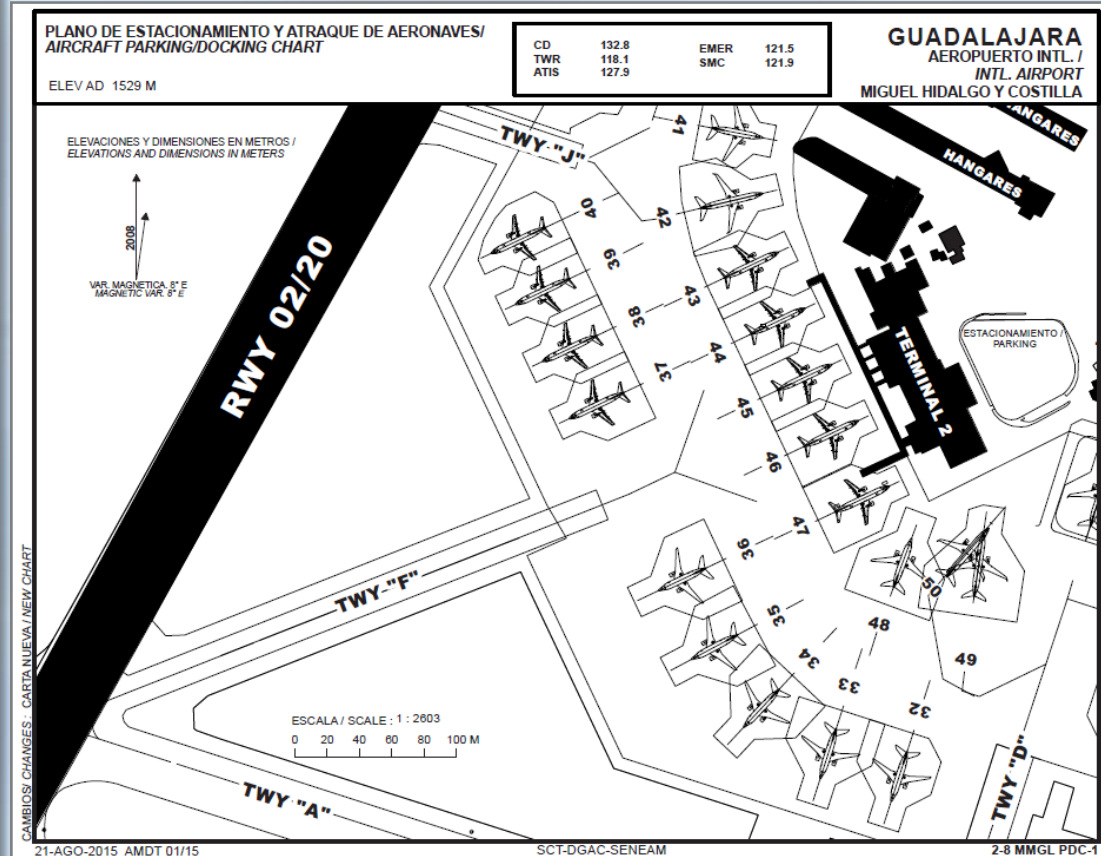 PLANO DE ESTACIONAMIENTO Y ATRAQUE DE AERONAVES/
AIRCRAFT PARKING/DOCKING CHART
ELEV AD 1529 M
CD 132.8 EMER 121.5
TWR 118.1 SMC 121.9
ATIS 127.9
GUADALAJARA
AEROPUERTO INTL. /
INTL. AIRPORT
MIGUEL HIDALGO Y COSTILLA
ELEVACIONES Y DIMENSIONES EN METROS /
ELEVATIONS AND DIMENSIONS IN METERS
2008
VAR. MAGNETICA. 8° E
MAGNETIC VAR. 8° E
RWY 02/20
TWY "J"
41
HANGARES
HANGARES
40
42
39
43
38
44
37
45
46
47
TERMINAL 2
ESTACIONAMIENTO /
PARKING
36
35
34
33
32
50
48
49
TWY "F"
ESCALA / SCALE : 1 : 2603
0 20 40 60 80 100 M
TWY "A"
TWY "D"
CAMBIOS/ CHANGES : CARTA NUEVA / NEW CHART
21-AGO-2015 AMDT 01/15
SCT-DGAC-SENEAM
2-8 MMGL PDC-1